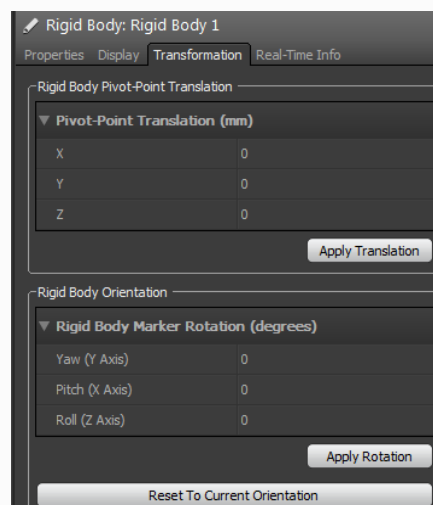 Rigid Body: Rigid Body 1
Properties Display Transformation Real-Time Info
Rigid Body Pivot-Point Translation
Pivot-Point Translation (mm)
X 0
Y 0
Z 0
Apply Translation
Rigid Body Orientation
Rigid Body Marker Rotation (degrees)
Yaw (Y Axis) 0
Pitch (X Axis) 0
Roll (Z Axis) 0
Apply Rotation
Reset To Current Orientation